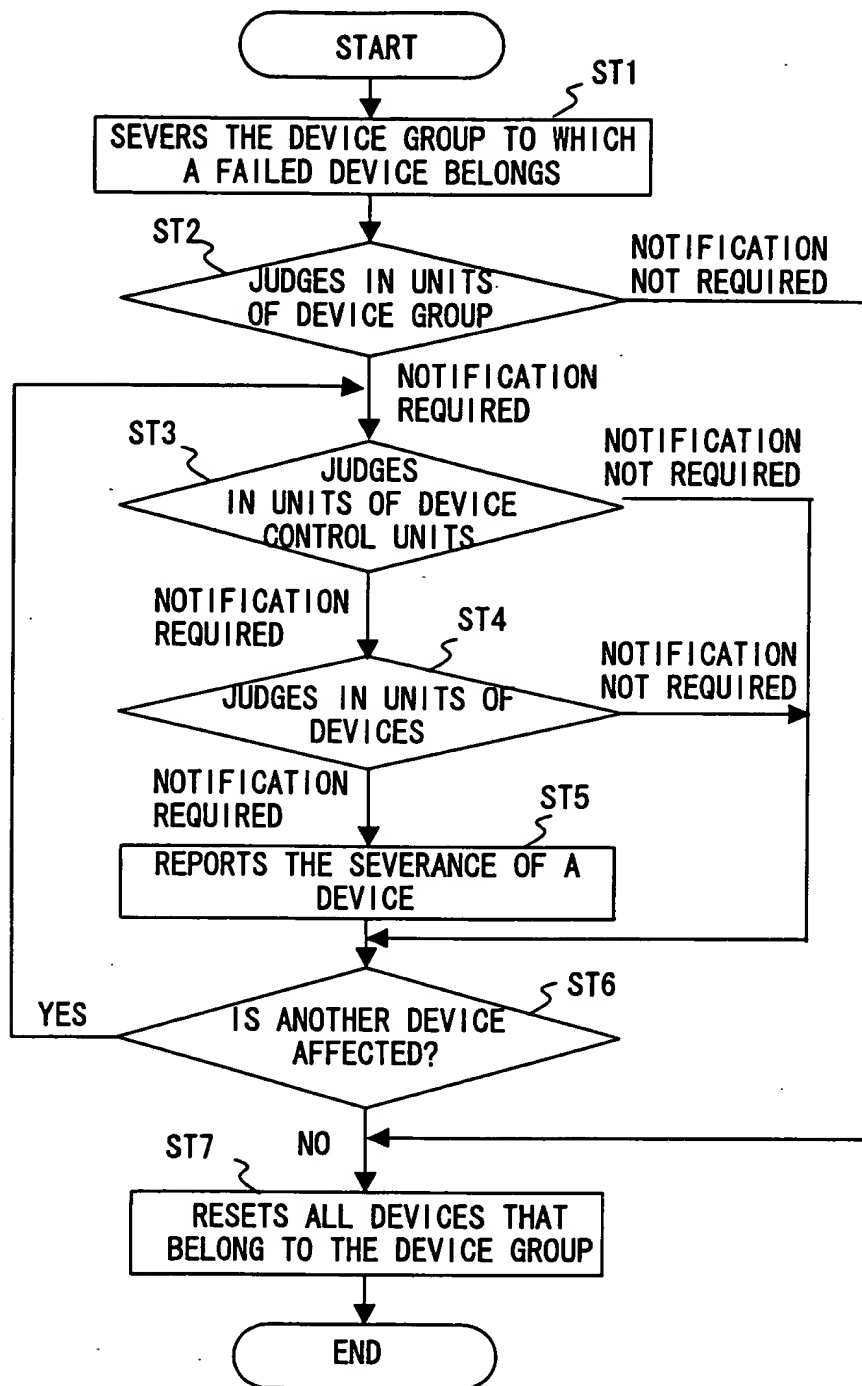 START
ST1
SEVERS THE DEVICE GROUP TO WHICH
A FAILED DEVICE BELONGS
ST2
JUDGES IN UNITS
OF DEVICE GROUP
NOTIFICATION
NOT REQUIRED
NOTIFICATION
REQUIRED
ST3
JUDGES
IN UNITS OF DEVICE
CONTROL UNITS
NOTIFICATION
NOT REQUIRED
NOTIFICATION
REQUIRED
ST4
JUDGES IN UNITS OF
DEVICES
NOTIFICATION
NOT REQUIRED
NOTIFICATION
REQUIRED
ST5
REPORTS THE SEVERANCE OF A
DEVICE
ST6
YES
IS ANOTHER DEVICE
AFFECTED?
NO
ST7
RESETS ALL DEVICES THAT
BELONG TO THE DEVICE GROUP
END